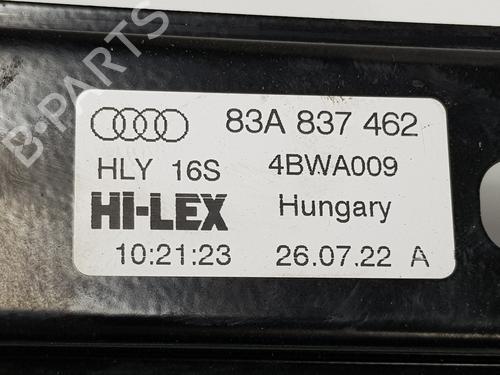 B-PARTS
83A 837 462
HLY 16S 4BWA009
HI-LEX Hungary
10:21:23 26.07.22 A